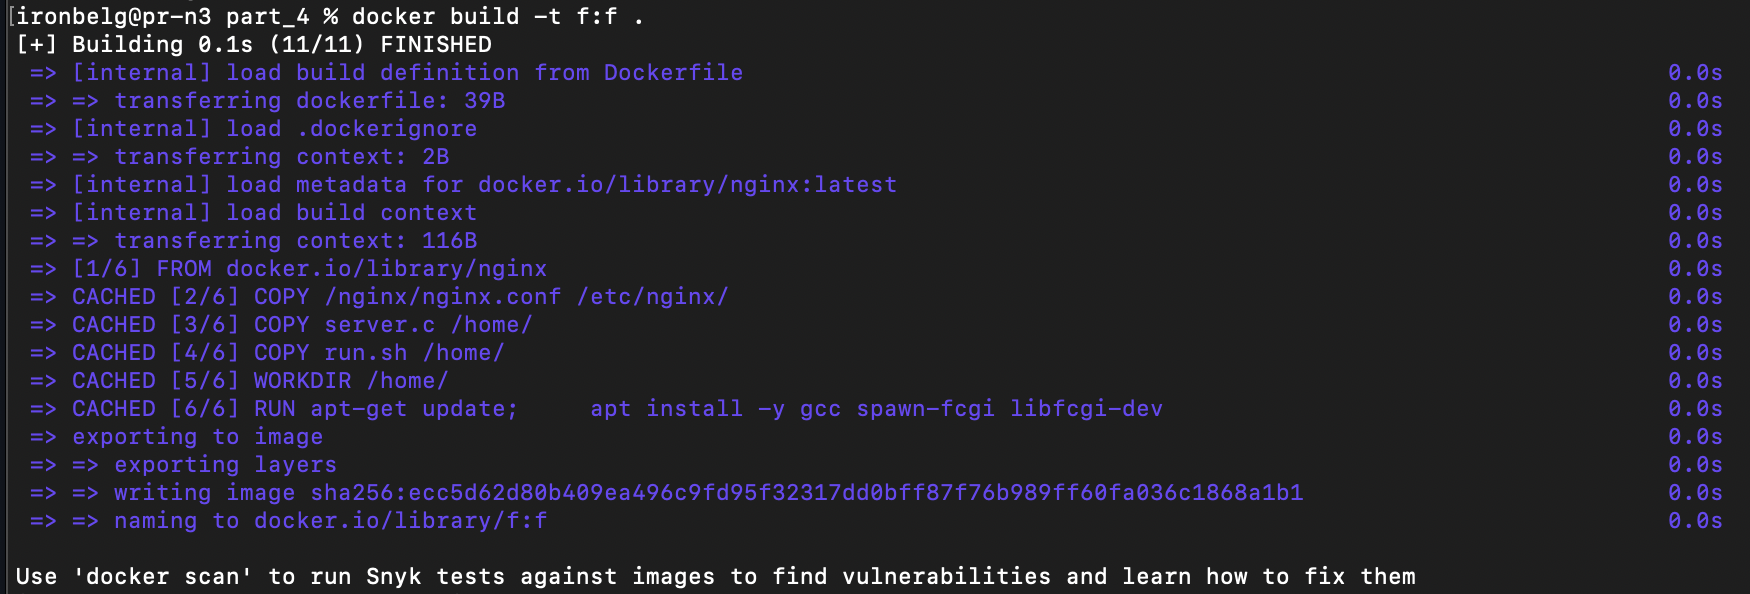 [ironbelg@pr-n3 part_4 % docker build -t f:f .
[+] Building 0.1s (11/11) FINISHED
=> [internal] load build definition from Dockerfile 0.0s
=> => transferring dockerfile: 39B 0.0s
=> [internal] load .dockerignore 0.0s
=> => transferring context: 2B 0.0s
=> [internal] load metadata for docker.io/library/nginx:latest 0.0s
=> [internal] load build context 0.0s
=> => transferring context: 116B 0.0s
=> [1/6] FROM docker.io/library/nginx 0.0s
=> CACHED [2/6] COPY /nginx/nginx.conf /etc/nginx/ 0.0s
=> CACHED [3/6] COPY server.c /home/ 0.0s
=> CACHED [4/6] COPY run.sh /home/ 0.0s
=> CACHED [5/6] WORKDIR /home/ 0.0s
=> CACHED [6/6] RUN apt-get update;     apt install -y gcc spawn-fcgi libfcgi-dev 0.0s
=> exporting to image 0.0s
=> => exporting layers 0.0s
=> => writing image sha256:ecc5d62d80b409ea496c9fd95f32317dd0bff87f76b989ff60fa036c1868a1b1 0.0s
=> => naming to docker.io/library/f:f 0.0s
Use 'docker scan' to run Snyk tests against images to find vulnerabilities and learn how to fix them